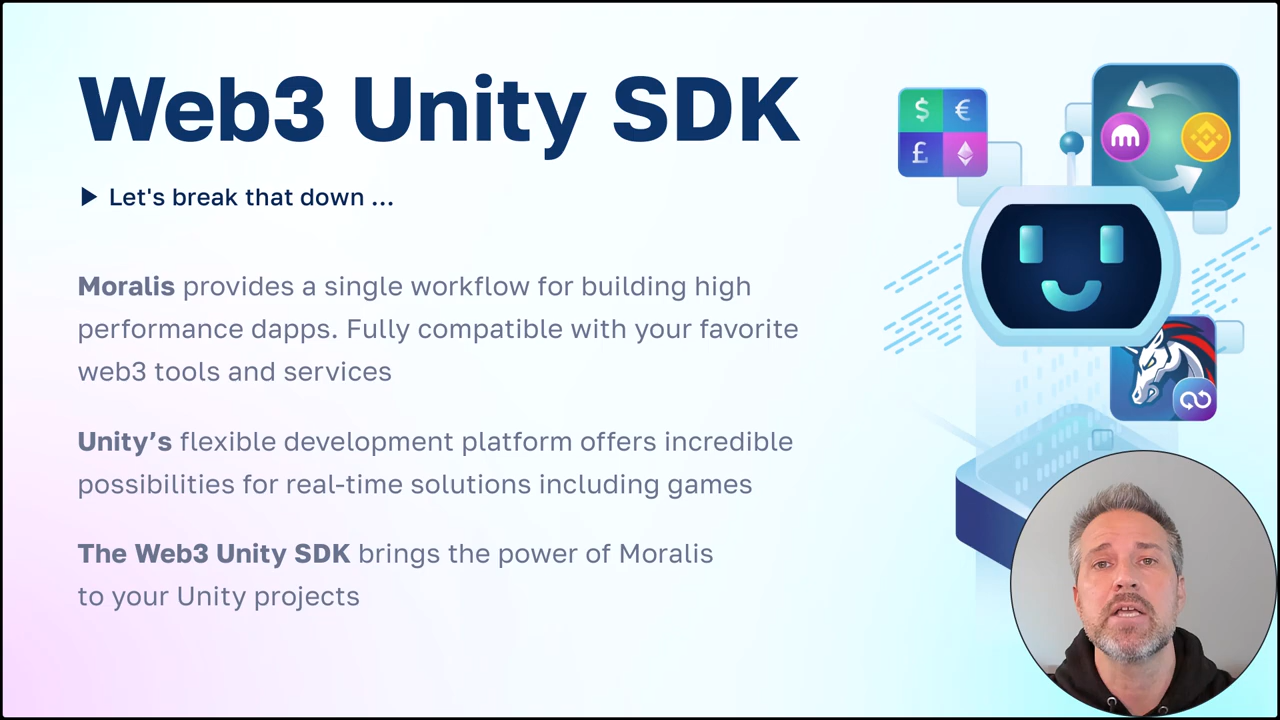 Web3 Unity SDK
▶ Let's break that down ...
Moralis provides a single workflow for building high
performance dapps. Fully compatible with your favorite
web3 tools and services
Unity’s flexible development platform offers incredible
possibilities for real-time solutions including games
The Web3 Unity SDK brings the power of Moralis
to your Unity projects
$ €
£